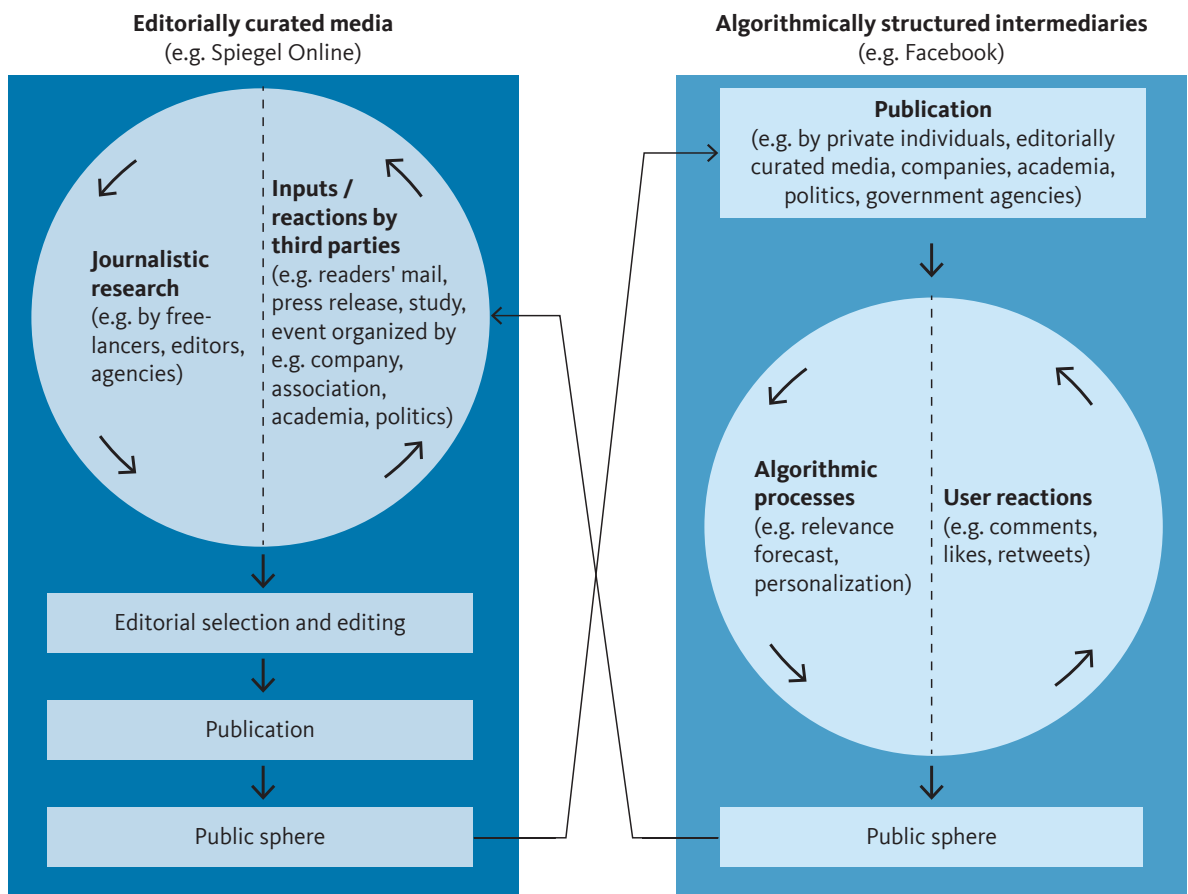 Editorially curated media
(e.g. Spiegel Online)
Journalistic
research
(e.g. by free-
lancers, editors,
agencies)
Inputs /
reactions by
third parties
(e.g. readers' mail,
press release, study,
event organized by
e.g. company,
association,
academia, politics)
Editorial selection and editing
Publication
Public sphere
Algorithmically structured intermediaries
(e.g. Facebook)
Publication
(e.g. by private individuals, editorially
curated media, companies, academia,
politics, government agencies)
Algorithmic
processes
(e.g. relevance
forecast,
personalization)
User reactions
(e.g. comments,
likes, retweets)
Public sphere